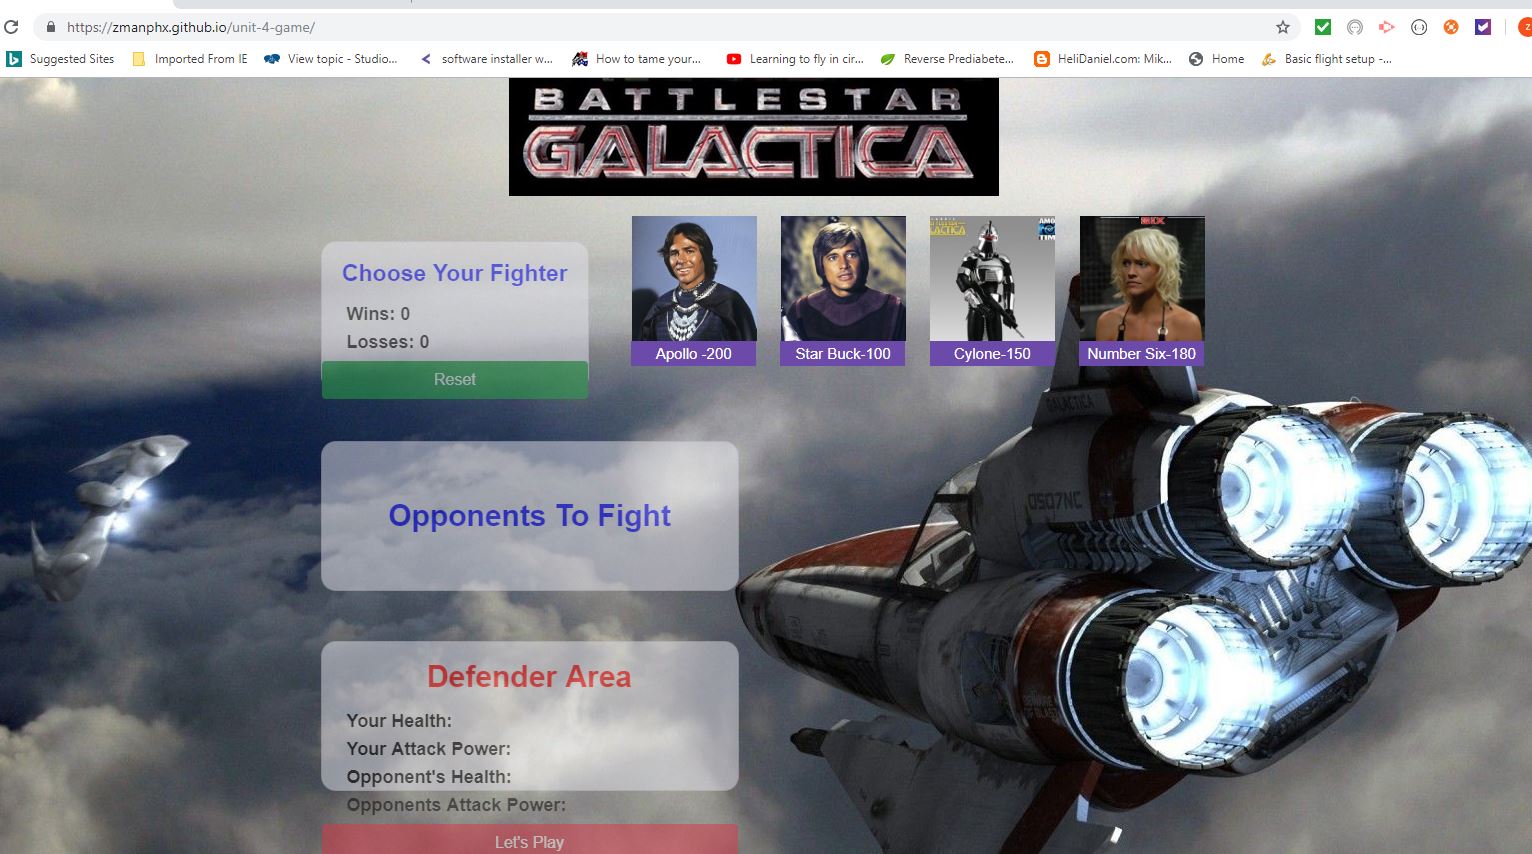 https://zmanphx.github.io/unit-4-game/
Suggested Sites
Imported From IE
View topic - Studio...
software installer w...
How to tame your...
Learning to fly in cir...
Reverse Prediabete...
HeliDaniel.com: Mik...
Home
Basic flight setup -...
BATTLESTAR
GALACTICA
Choose Your Fighter
Wins: 0
Losses: 0
Reset
Apollo -200
Star Buck-100
Cylone-150
Number Six-180
GALACTICA
0507NC
Opponents To Fight
Defender Area
Your Health:
Your Attack Power:
Opponent's Health:
Opponents Attack Power:
Let's Play